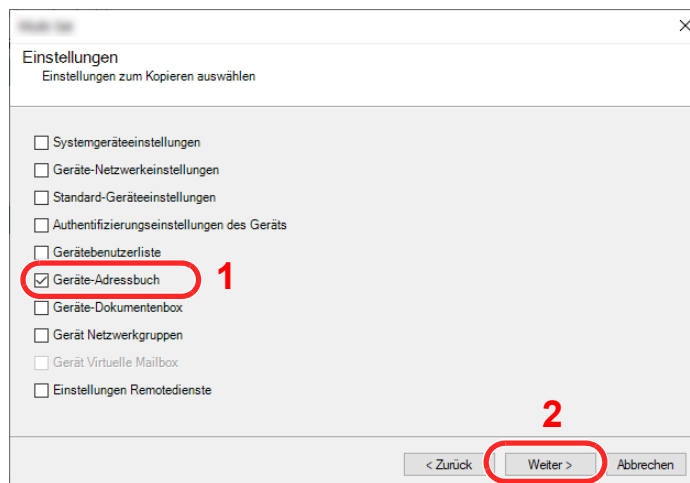 Einstellungen
Einstellungen zum Kopieren auswählen
Systemgeräteeinstellungen
Geräte-Netzwerkeinstellungen
Standard-Geräteeinstellungen
Authentifizierungseinstellungen des Geräts
Gerätebenutzerliste
Geräte-Adressbuch 1
Geräte-Dokumentenbox
Gerät Netzwerkgruppen
Gerät Virtuelle Mailbox
Einstellungen Remotedienste
2
< Zurück Weiter > Abbrechen